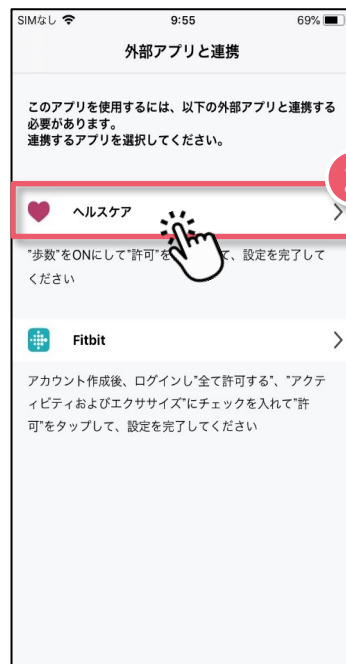 SIMなし 9:55 69%
外部アプリと連携
このアプリを使用するには、以下の外部アプリと連携する
必要があります。
連携するアプリを選択してください。
ヘルスケア
"歩数"をONにして"許可"を て、設定を完了して
ください
Fitbit
アカウント作成後、ログインし"全て許可する"、"アクテ
ィビティおよびエクササイズ"にチェックを入れて"許
可"をタップして、設定を完了してください